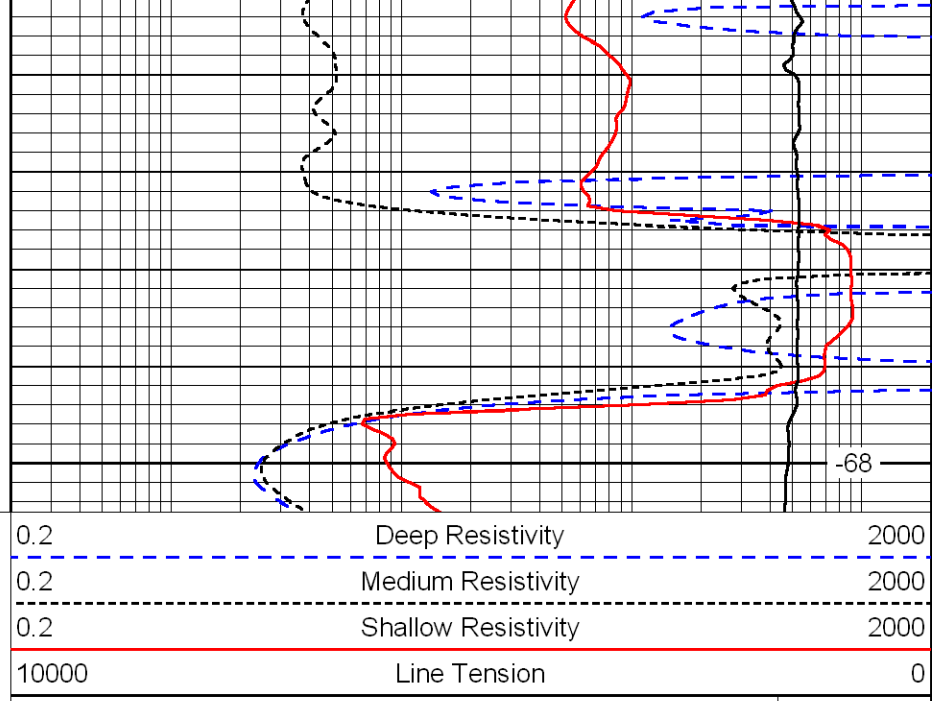 -68
0.2 Deep Resistivity 2000
0.2 Medium Resistivity 2000
0.2 Shallow Resistivity 2000
10000 Line Tension 0